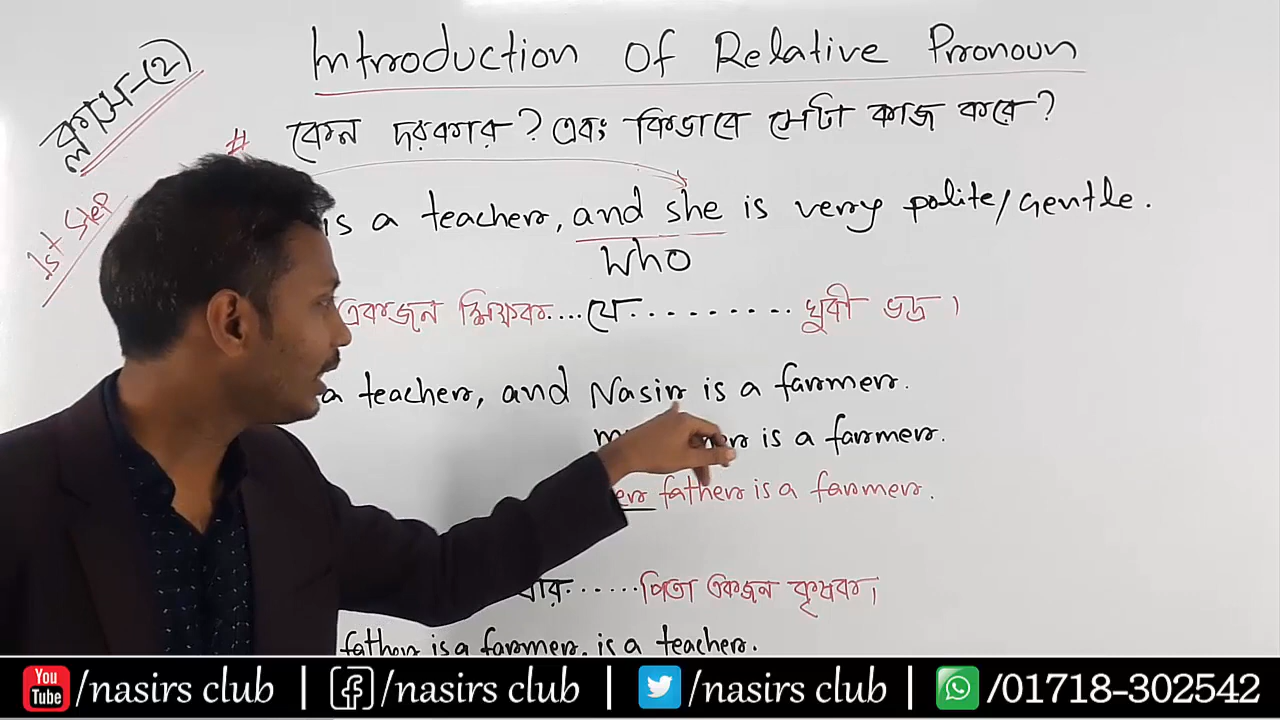 ক্লাস-(২)
Introduction Of Relative Pronoun
# কেন দরকার? এবং কিভাবে সেটা কাজ করে?
1st Step
is a teacher, and she is very polite/Gentle.
Who
একজন শিক্ষক....যে.......... খুবী ভদ্র।
a teacher, and Nasir is a farmer.
is a farmer.
father is a farmer.
......পিতা একজন কৃষক।
father is a farmer, is a teacher.
You Tube /nasirs club /nasirs club /nasirs club /01718-302542